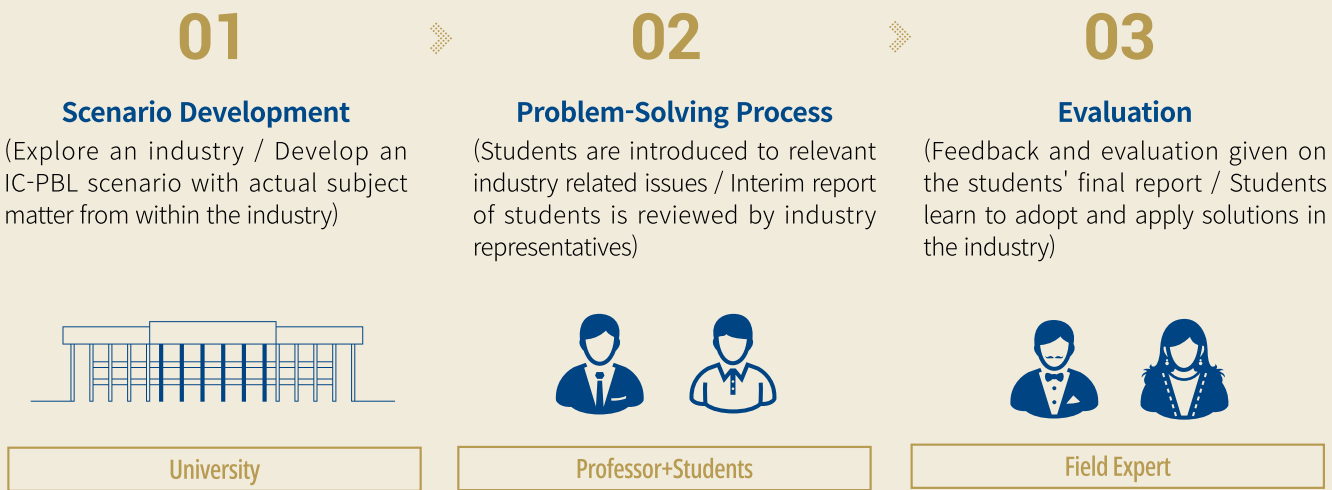 01
Scenario Development
(Explore an industry / Develop an
IC-PBL scenario with actual subject
matter from within the industry)
University
02
Problem-Solving Process
(Students are introduced to relevant
industry related issues / Interim report
of students is reviewed by industry
representatives)
Professor+Students
03
Evaluation
(Feedback and evaluation given on
the students' final report / Students
learn to adopt and apply solutions in
the industry)
Field Expert